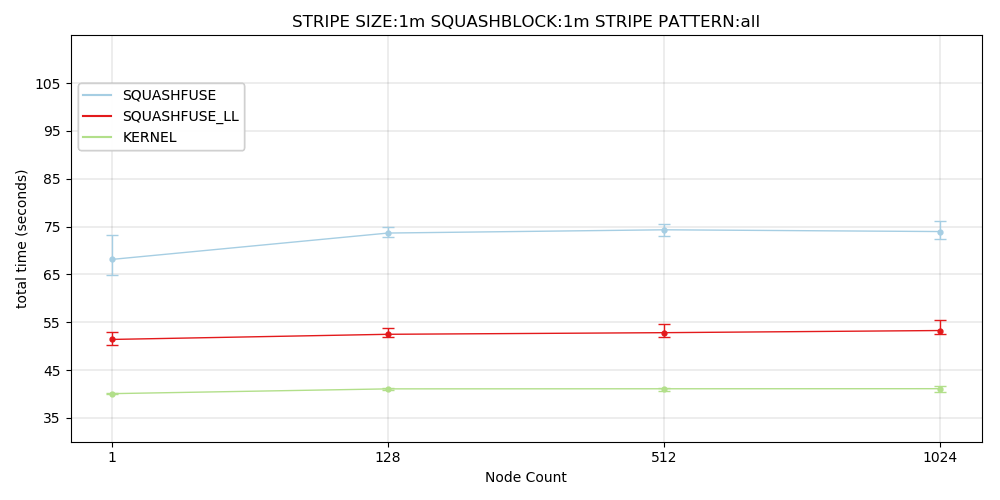 STRIPE SIZE:1m SQUASHBLOCK:1m STRIPE PATTERN:all
105
95
85
75
65
55
45
35
total time (seconds)
SQUASHFUSE
SQUASHFUSE_LL
KERNEL
1 128 512 1024
Node Count